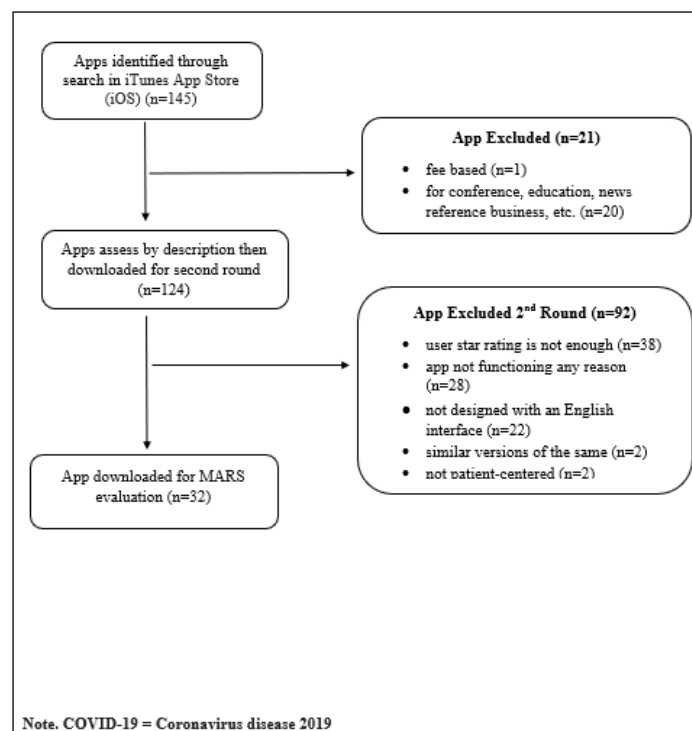 Apps identified through
search in iTunes App Store
(iOS) (n=145)
App Excluded (n=21)
• fee based (n=1)
• for conference, education, news
reference business, etc. (n=20)
Apps assess by description then
downloaded for second round
(n=124)
App Excluded 2nd Round (n=92)
• user star rating is not enough (n=38)
• app not functioning any reason
(n=28)
• not designed with an English
interface (n=22)
• similar versions of the same (n=2)
• not patient-centered (n=2)
App downloaded for MARS
evaluation (n=32)
Note. COVID-19 = Coronavirus disease 2019